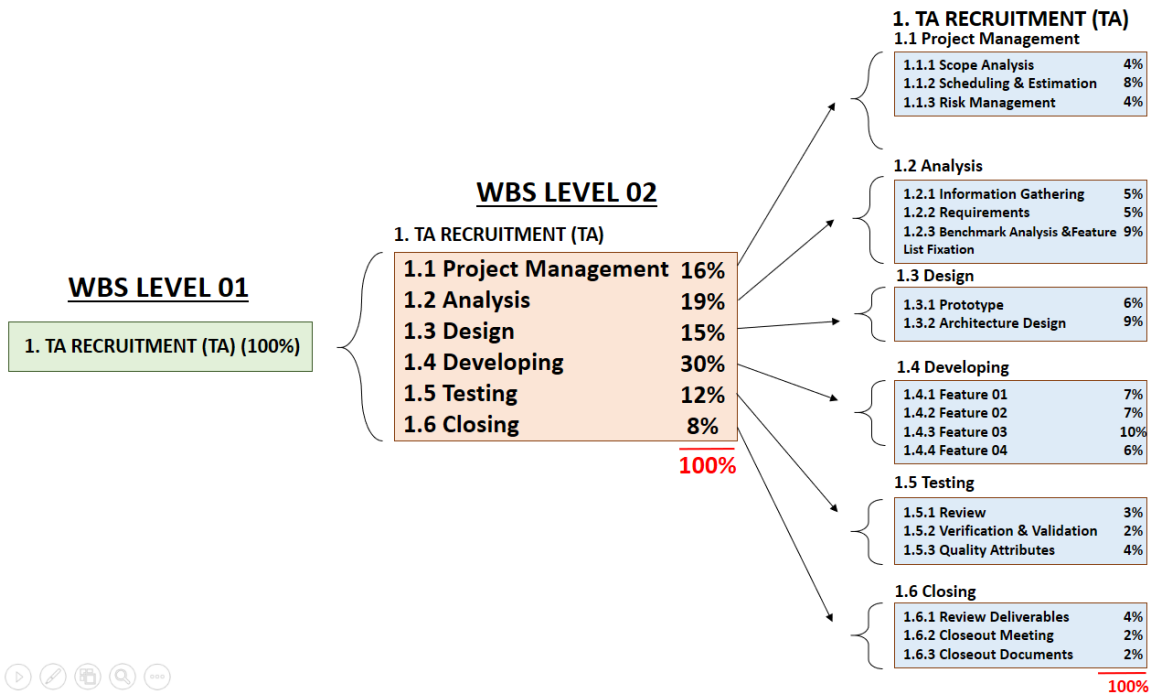 WBS LEVEL 01
1. TA RECRUITMENT (TA) (100%)
WBS LEVEL 02
1. TA RECRUITMENT (TA)
1.1 Project Management 16%
1.2 Analysis 19%
1.3 Design 15%
1.4 Developing 30%
1.5 Testing 12%
1.6 Closing 8%
100%
1. TA RECRUITMENT (TA)
1.1 Project Management
1.1.1 Scope Analysis 4%
1.1.2 Scheduling & Estimation 8%
1.1.3 Risk Management 4%
1.2 Analysis
1.2.1 Information Gathering 5%
1.2.2 Requirements 5%
1.2.3 Benchmark Analysis &Feature 9%
List Fixation
1.3 Design
1.3.1 Prototype 6%
1.3.2 Architecture Design 9%
1.4 Developing
1.4.1 Feature 01 7%
1.4.2 Feature 02 7%
1.4.3 Feature 03 10%
1.4.4 Feature 04 6%
1.5 Testing
1.5.1 Review 3%
1.5.2 Verification & Validation 2%
1.5.3 Quality Attributes 4%
1.6 Closing
1.6.1 Review Deliverables 4%
1.6.2 Closeout Meeting 2%
1.6.3 Closeout Documents 2%
100%